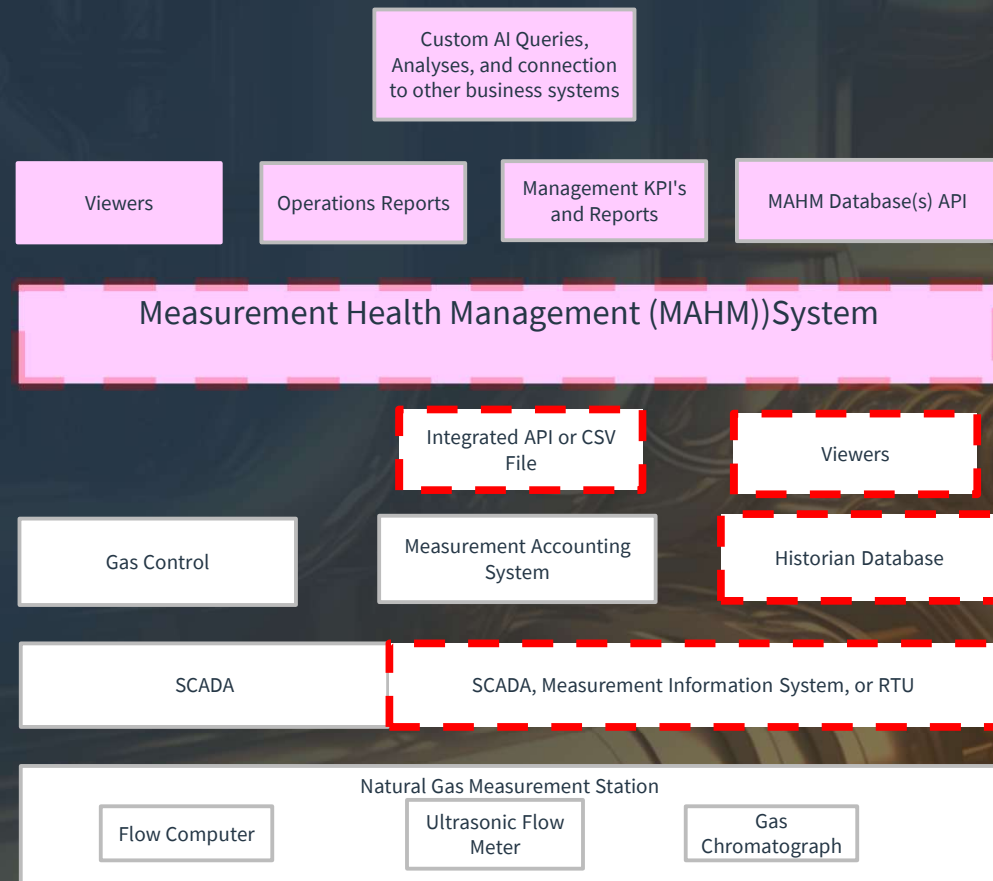 Custom AI Queries,
Analyses, and connection
to other business systems
Viewers
Operations Reports
Management KPI's
and Reports
MAHM Database(s) API
Measurement Health Management (MAHM))System
Integrated API or CSV
File
Viewers
Gas Control
Measurement Accounting
System
Historian Database
SCADA
SCADA, Measurement Information System, or RTU
Natural Gas Measurement Station
Flow Computer
Ultrasonic Flow
Meter
Gas
Chromatograph